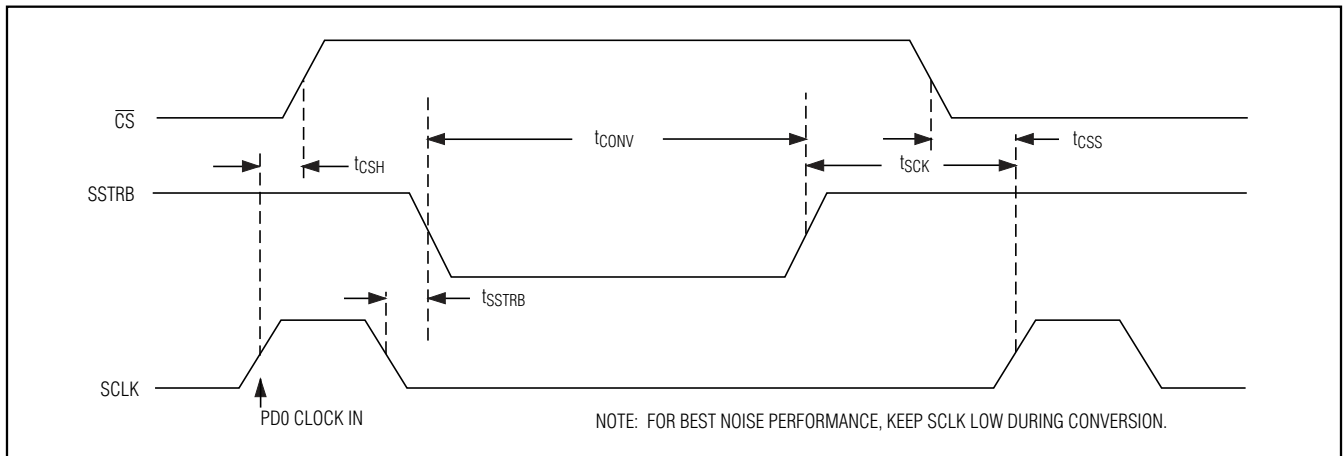 CS
tCONV
tCSS
tCSH
tSCK
SSTRB
tSSTRB
SCLK
PD0 CLOCK IN
NOTE: FOR BEST NOISE PERFORMANCE, KEEP SCLK LOW DURING CONVERSION.